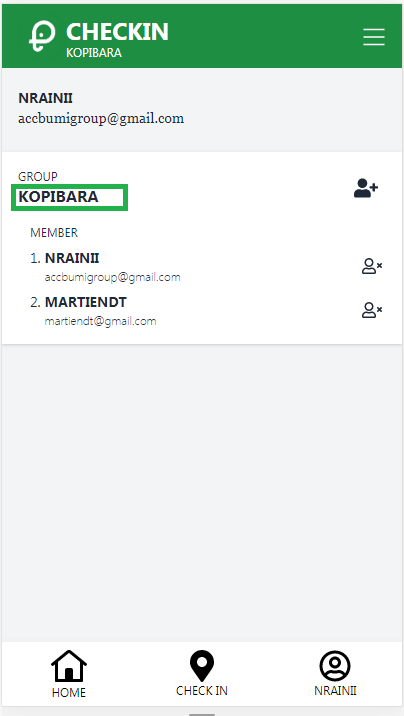 CHECKIN
KOPIBARA
NRAINII
accbumigroup@gmail.com
GROUP
KOPIBARA
MEMBER
1. NRAINII
accbumigroup@gmail.com
2. MARTIENDT
martiendt@gmail.com
HOME
CHECK IN
NRAINII